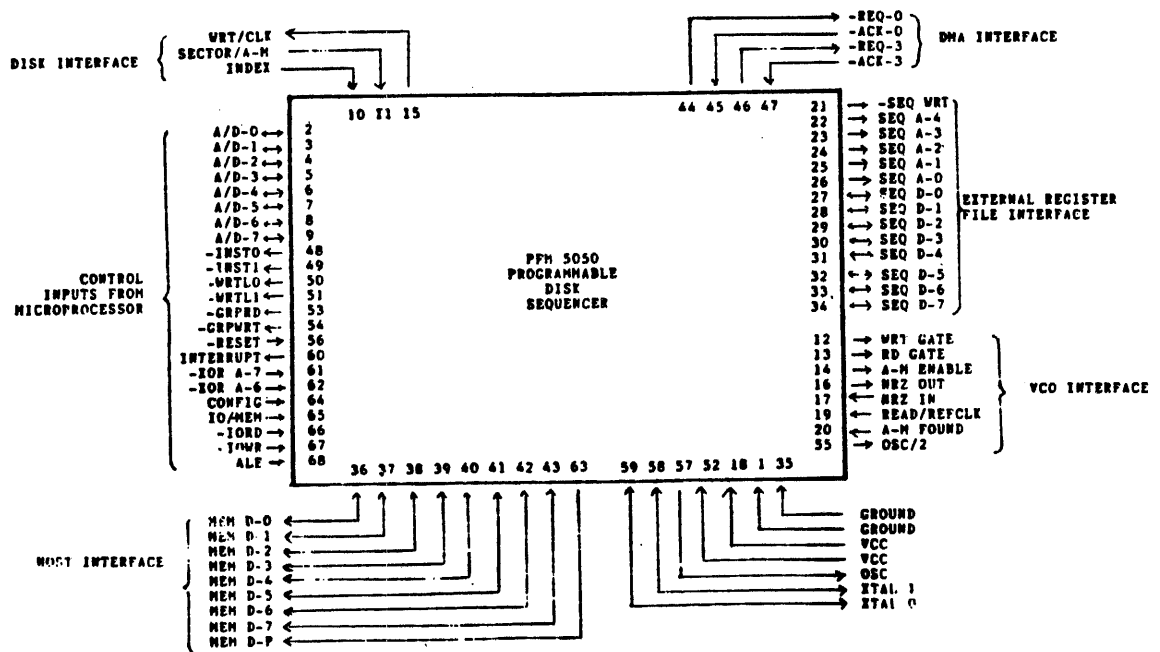 DISK INTERFACE
WRT/CLK
SECTOR/A-M
INDEX
-REQ-0
-ACK-0
-REQ-3
-ACK-3
DMA INTERFACE
10 11 15
44 45 46 47
CONTROL
INPUTS FROM
MICROPROCESSOR
A/D-0 2
A/D-1 3
A/D-2 4
A/D-3 5
A/D-4 6
A/D-5 7
A/D-6 8
A/D-7 9
-INST0 48
-INST1 49
-WRTL0 50
-WRTL1 51
-GRPRD 53
-GRPWRT 54
-RESET 56
INTERRUPT 60
-IOR A-7 61
-IOR A-6 62
CONFIG 64
IO/MEM 65
-IORD 66
-IOWR 67
ALE 68
PFM 5050
PROGRAMMABLE
DISK
SEQUENCER
21 -SEQ WRT
22 SEQ A-4
23 SEQ A-3
24 SEQ A-2
25 SEQ A-1
26 SEQ A-0
27 SEQ D-0
28 SEQ D-1
29 SEQ D-2
30 SEQ D-3
31 SEQ D-4
32 SEQ D-5
33 SEQ D-6
34 SEQ D-7
EXTERNAL REGISTER
FILE INTERFACE
12 WRT GATE
13 RD GATE
14 A-M ENABLE
16 NRZ OUT
17 NRZ IN
19 READ/REFCLK
20 A-M FOUND
55 OSC/2
VCO INTERFACE
36 37 38 39 40 41 42 43 63
59 58 57 52 18 1 35
HOST INTERFACE
MEM D-0
MEM D-1
MEM D-2
MEM D-3
MEM D-4
MEM D-5
MEM D-6
MEM D-7
MEM D-P
GROUND
GROUND
VCC
VCC
OSC
XTAL 1
XTAL 0